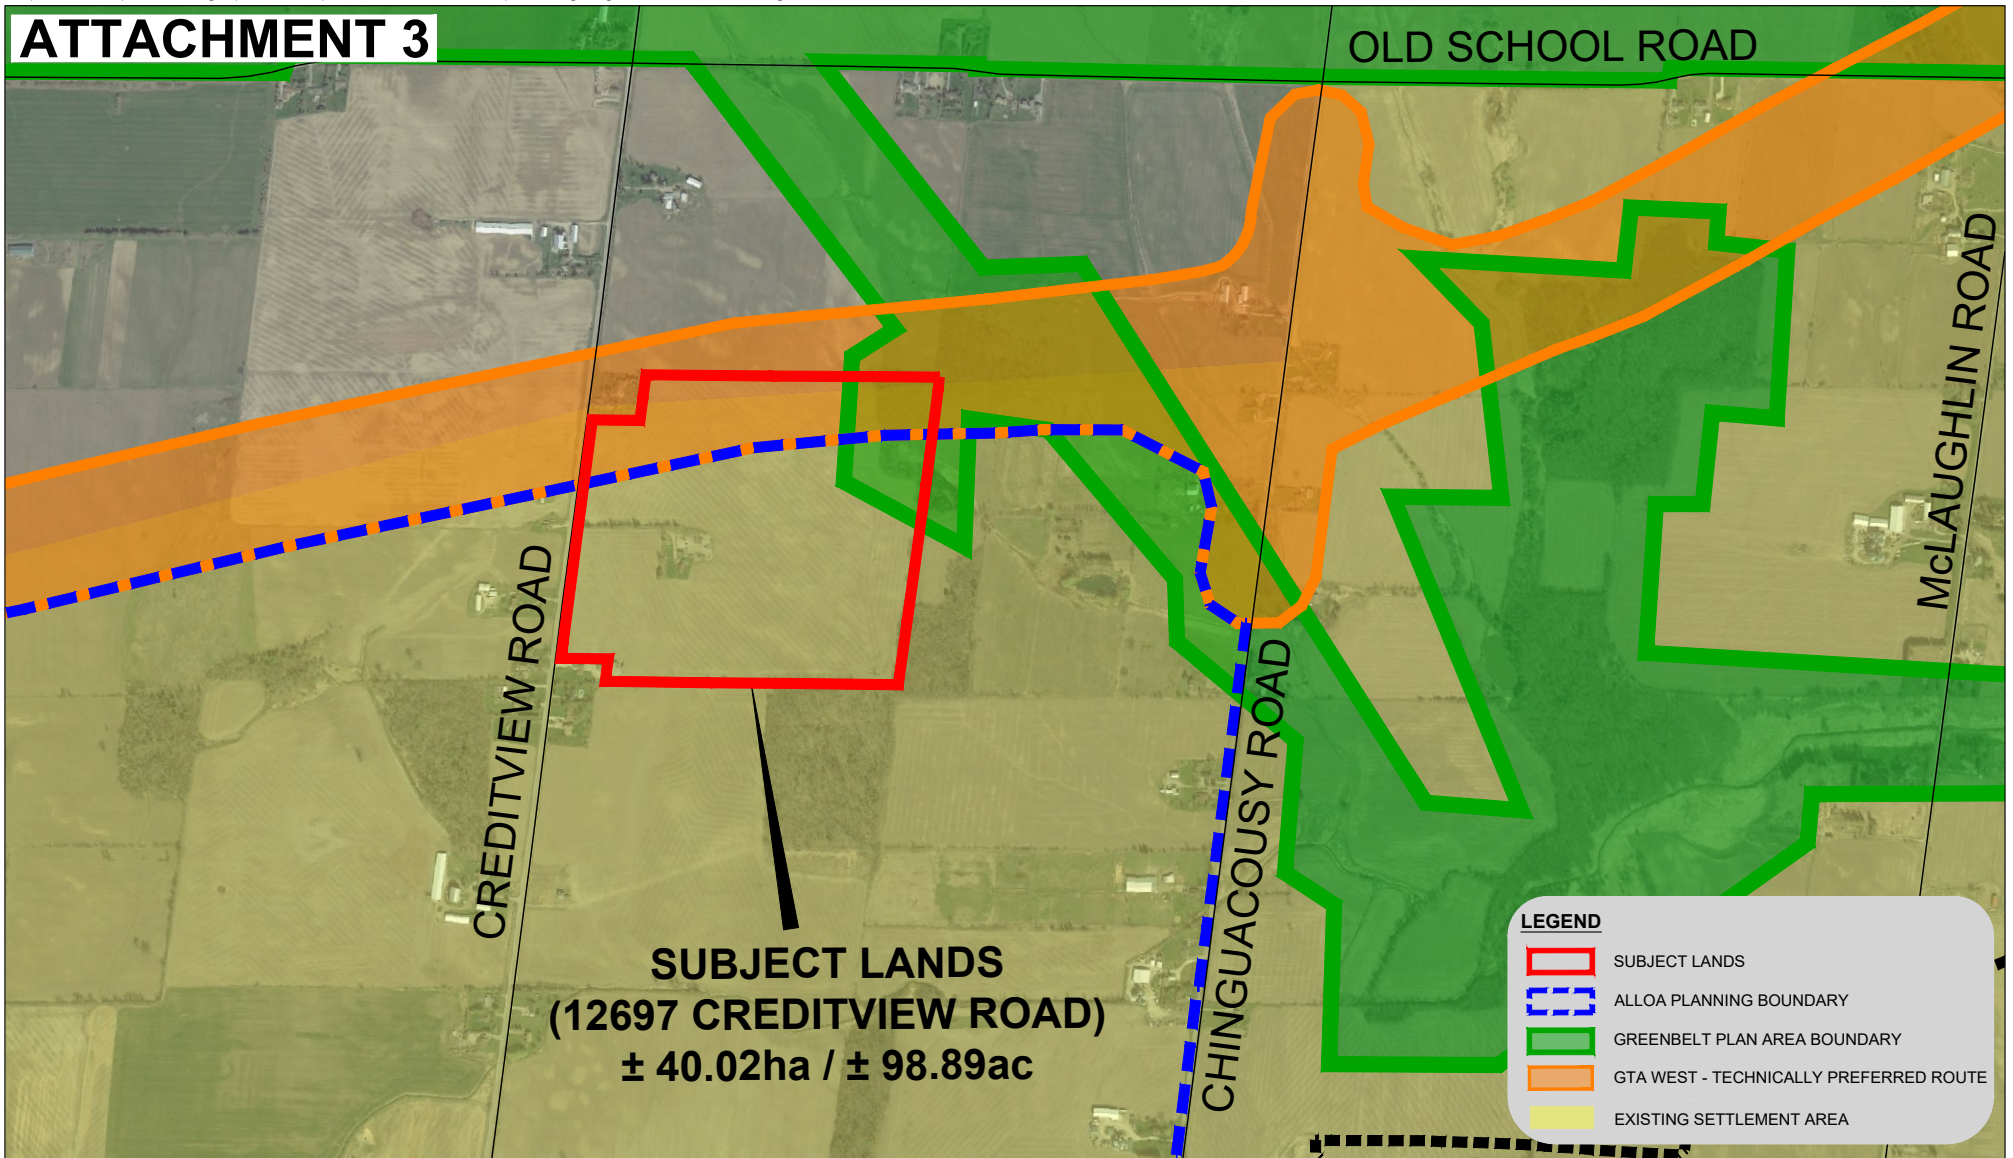 ATTACHMENT 3
OLD SCHOOL ROAD
McLAUGHLIN ROAD
CREDITVIEW ROAD
CHINGUACOUSY ROAD
SUBJECT LANDS
(12697 CREDITVIEW ROAD)
± 40.02ha / ± 98.89ac
LEGEND
SUBJECT LANDS
ALLOA PLANNING BOUNDARY
GREENBELT PLAN AREA BOUNDARY
GTA WEST - TECHNICALLY PREFERRED ROUTE
EXISTING SETTLEMENT AREA